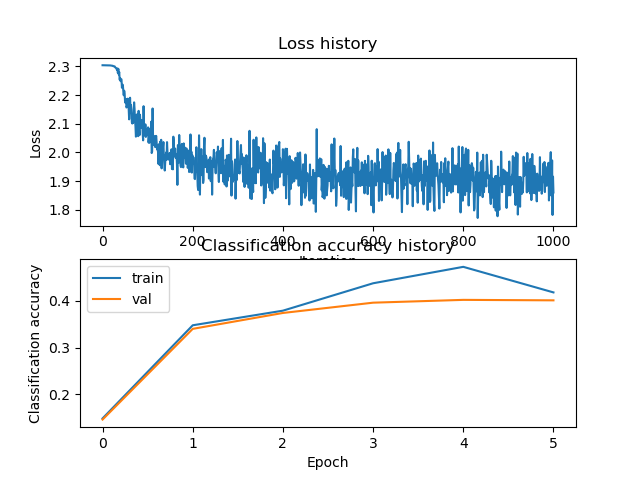 Loss history
Loss
2.3
2.2
2.1
2.0
1.9
1.8
0 200 400 600 800 1000
Iteration
Classification accuracy history
Classification accuracy
0.4
0.3
0.2
train
val
0 1 2 3 4 5
Epoch